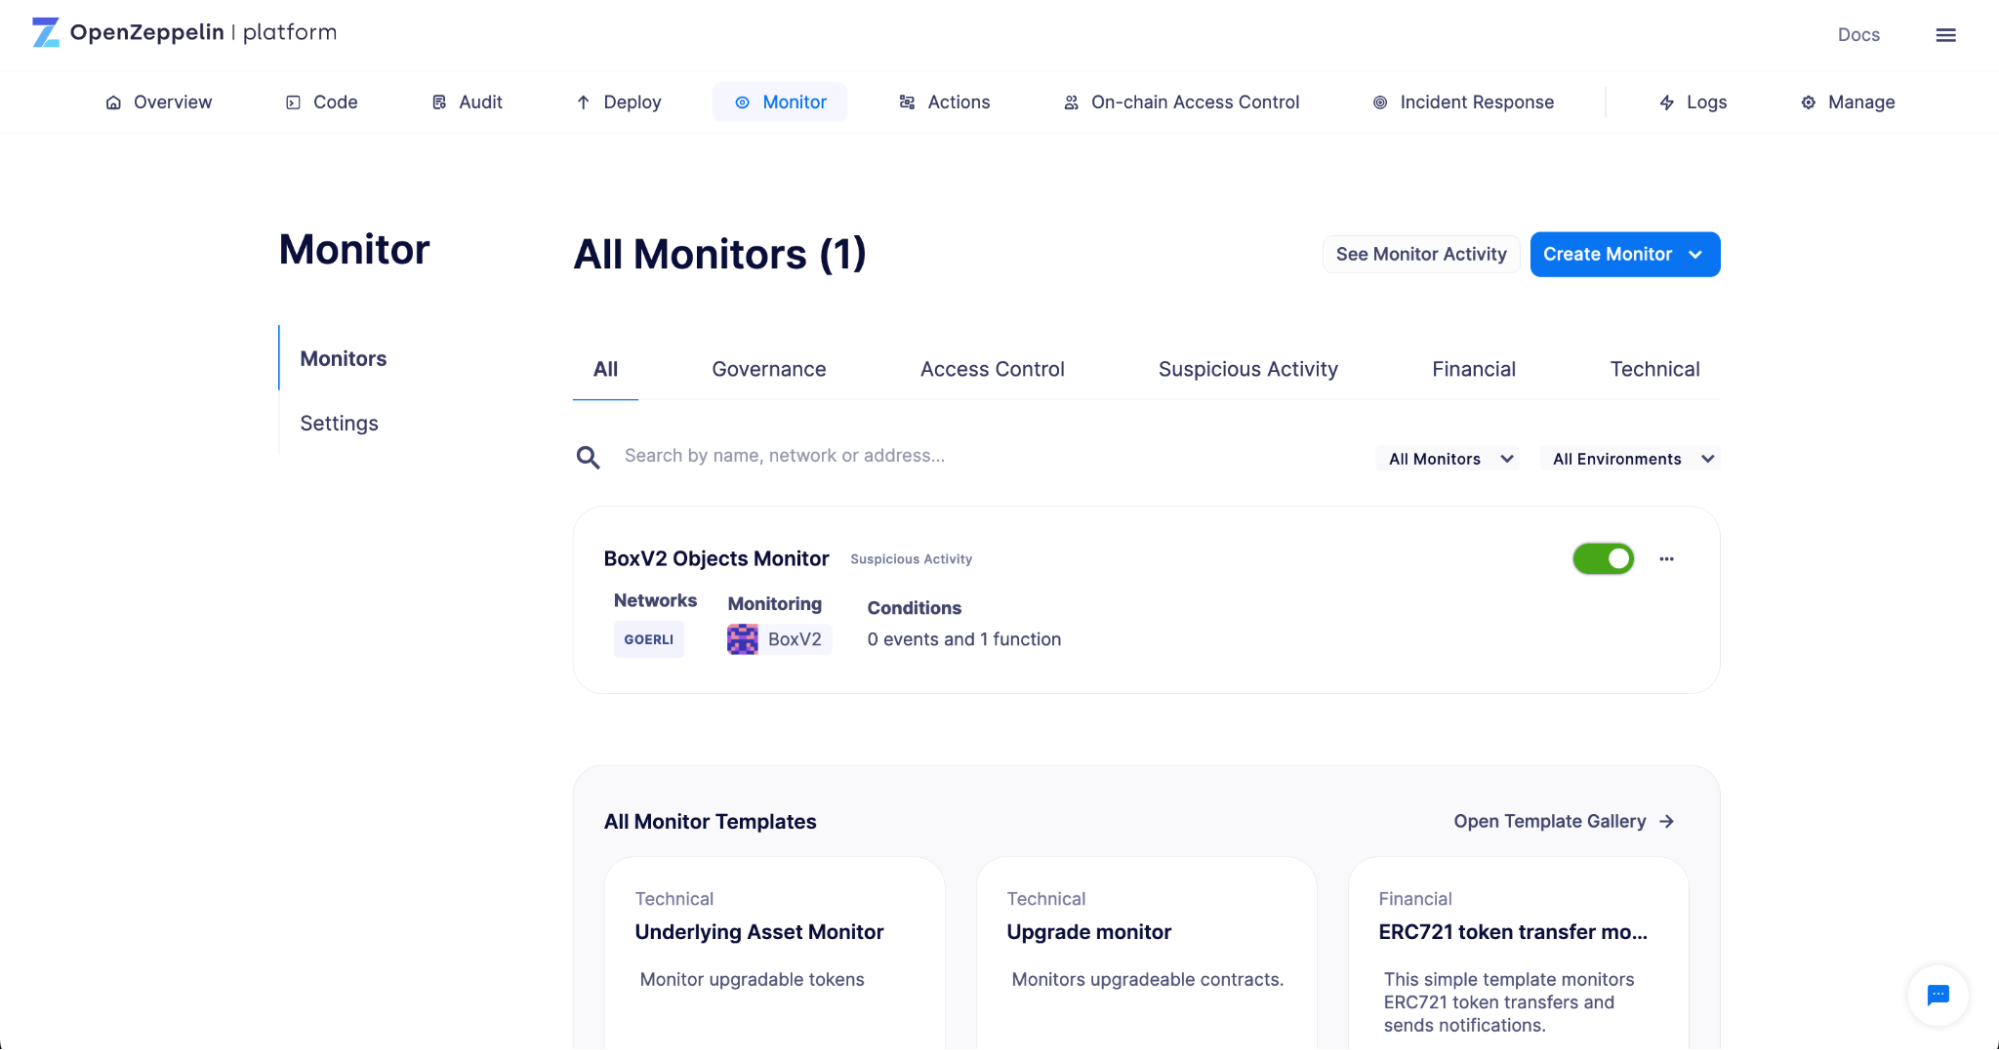 OpenZeppelin | platform
Docs
Overview
Code
Audit
Deploy
Monitor
Actions
On-chain Access Control
Incident Response
Logs
Manage
Monitor
Monitors
Settings
All Monitors (1)
See Monitor Activity
Create Monitor
All
Governance
Access Control
Suspicious Activity
Financial
Technical
Search by name, network or address...
All Monitors
All Environments
BoxV2 Objects Monitor
Suspicious Activity
Networks
GOERLI
Monitoring
BoxV2
Conditions
0 events and 1 function
All Monitor Templates
Open Template Gallery
Technical
Underlying Asset Monitor
Monitor upgradable tokens
Technical
Upgrade monitor
Monitors upgradeable contracts.
Financial
ERC721 token transfer mo...
This simple template monitors
ERC721 token transfers and
sends notifications.